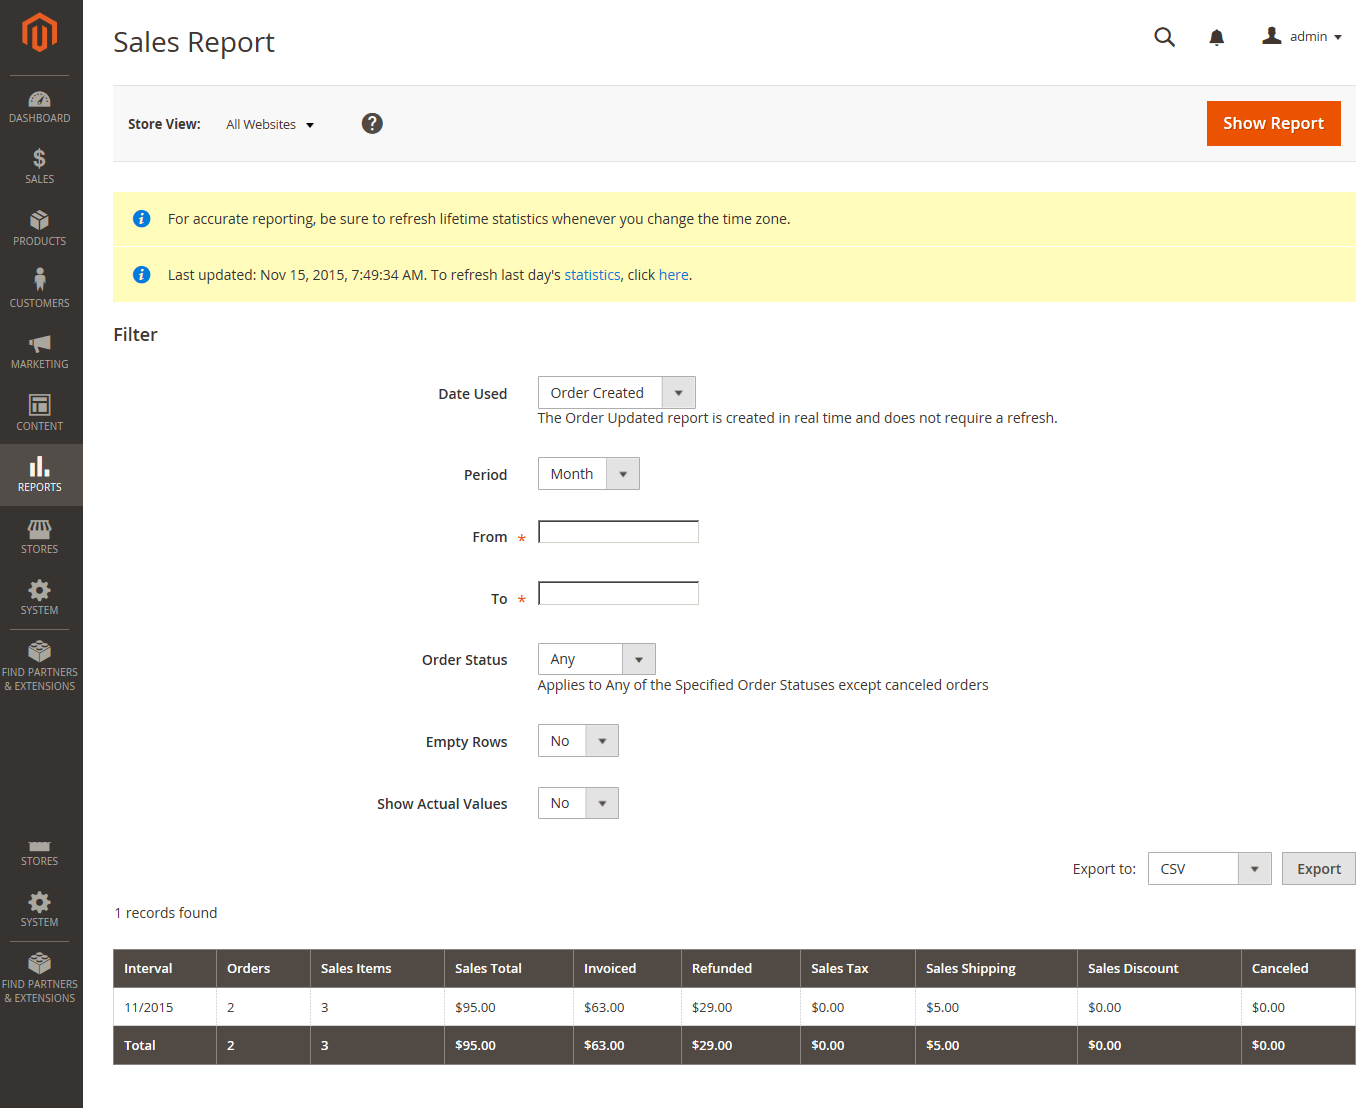 Sales Report
admin
DASHBOARD
SALES
PRODUCTS
CUSTOMERS
MARKETING
CONTENT
REPORTS
STORES
SYSTEM
FIND PARTNERS
& EXTENSIONS
STORES
SYSTEM
FIND PARTNERS
& EXTENSIONS
Store View: All Websites ?
Show Report
For accurate reporting, be sure to refresh lifetime statistics whenever you change the time zone.
Last updated: Nov 15, 2015, 7:49:34 AM. To refresh last day's statistics, click here.
Filter
Date Used Order Created
The Order Updated report is created in real time and does not require a refresh.
Period Month
From *
To *
Order Status Any
Applies to Any of the Specified Order Statuses except canceled orders
Empty Rows No
Show Actual Values No
Export to: CSV Export
1 records found
Interval Orders Sales Items Sales Total Invoiced Refunded Sales Tax Sales Shipping Sales Discount Canceled
11/2015 2 3 $95.00 $63.00 $29.00 $0.00 $5.00 $0.00 $0.00
Total 2 3 $95.00 $63.00 $29.00 $0.00 $5.00 $0.00 $0.00